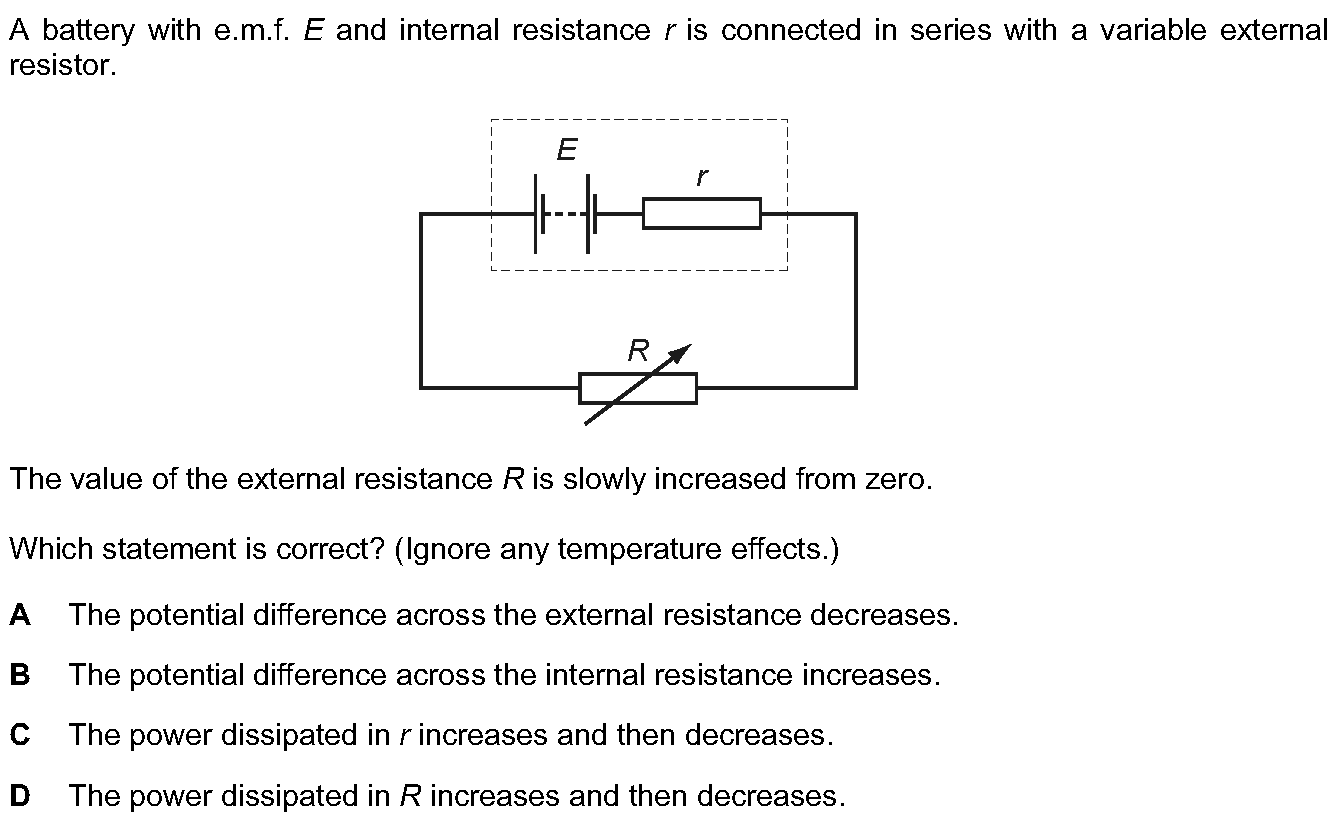 A battery with e.m.f. E and internal resistance r is connected in series with a variable external
resistor.
E
r
R
The value of the external resistance R is slowly increased from zero.
Which statement is correct? (Ignore any temperature effects.)
A The potential difference across the external resistance decreases.
B The potential difference across the internal resistance increases.
C The power dissipated in r increases and then decreases.
D The power dissipated in R increases and then decreases.